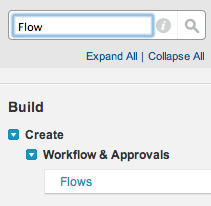 Flow
Expand All | Collapse All
Build
Create
Workflow & Approvals
Flows